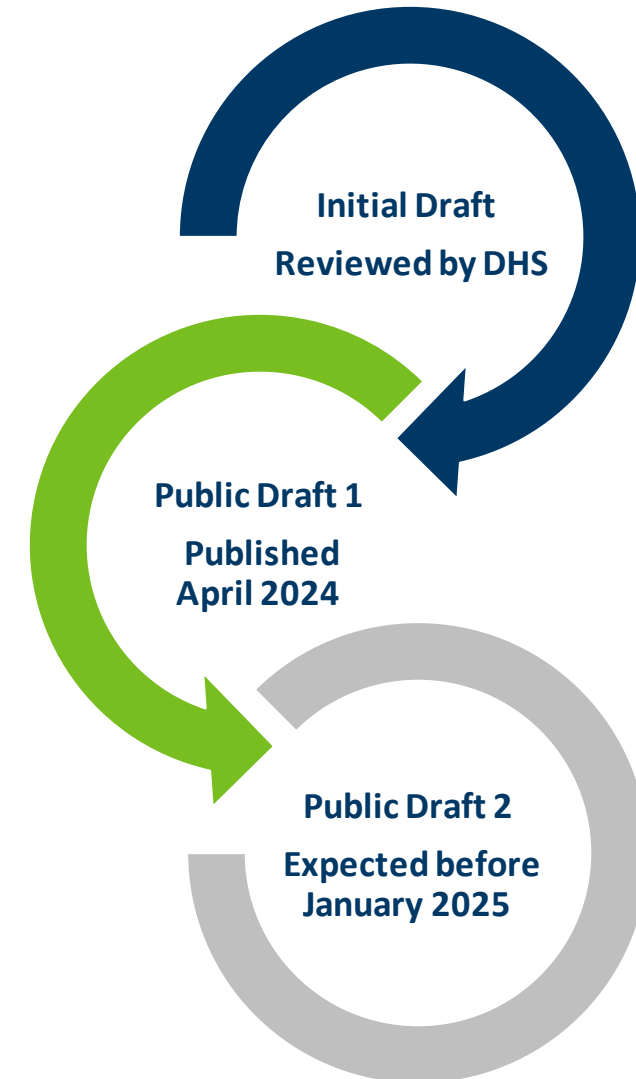 Initial Draft
Reviewed by DHS
Public Draft 1
Published
April 2024
Public Draft 2
Expected before
January 2025